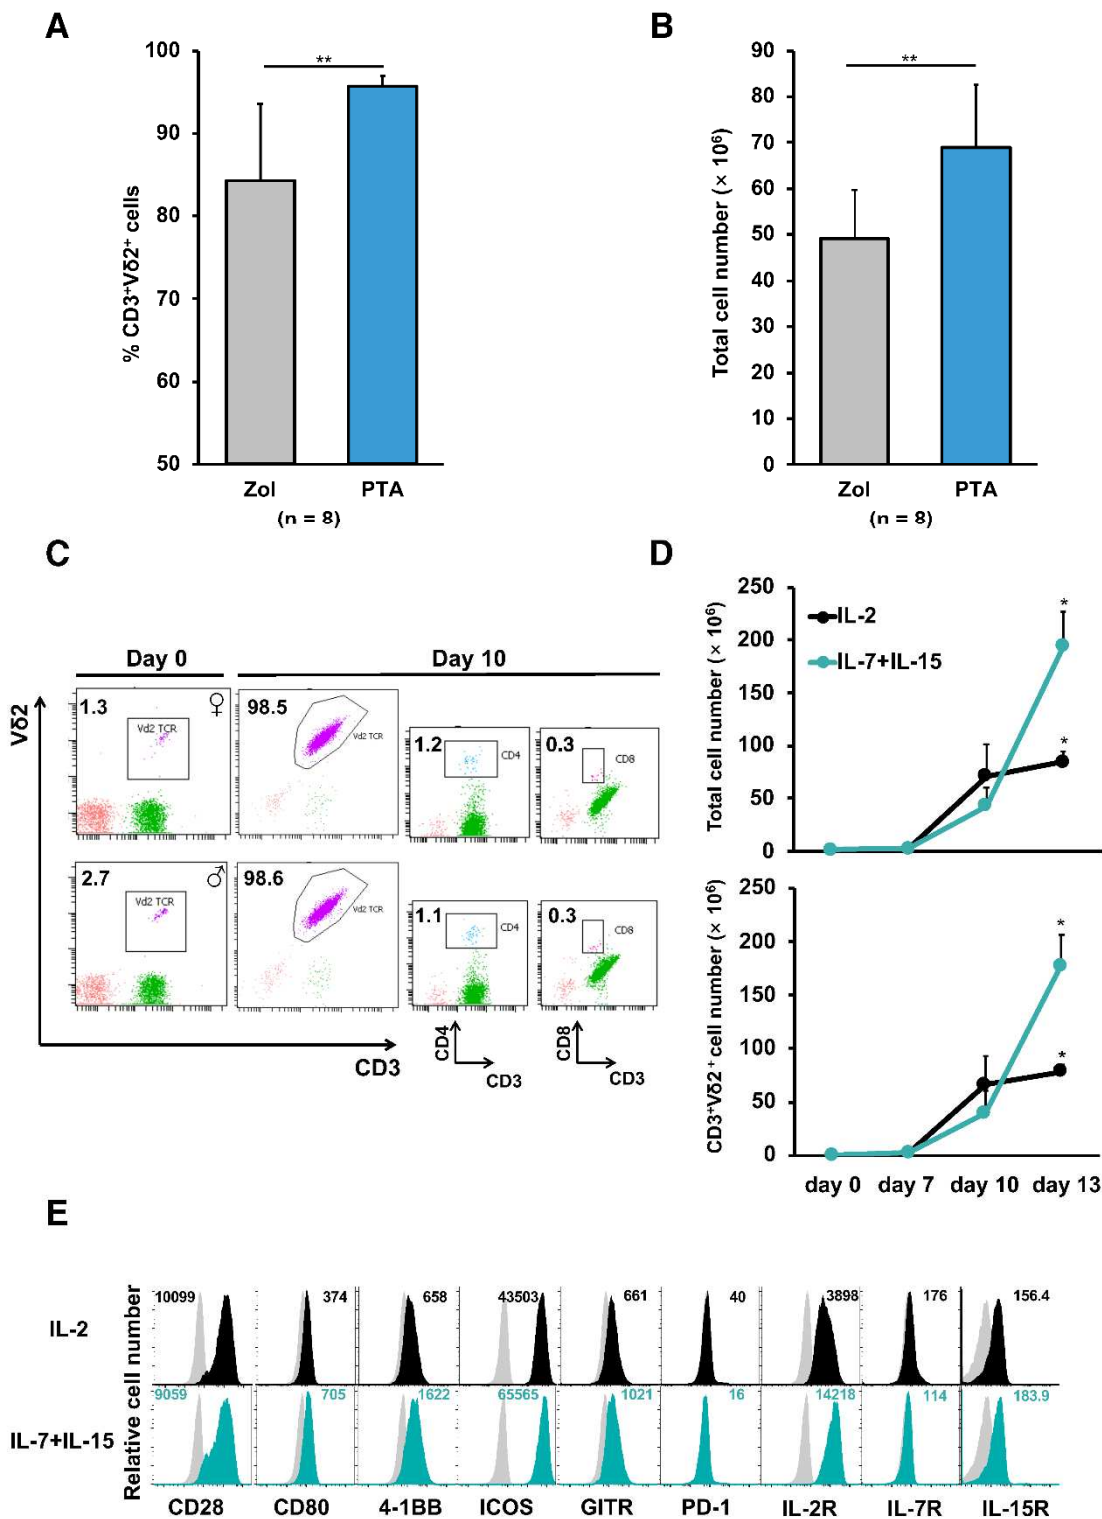 A
100
90
80
70
60
50
% CD3⁺Vδ2⁺ cells
**
Zol PTA
(n = 8)
B
90
80
70
60
50
40
30
20
10
0
Total cell number (× 10⁶)
**
Zol PTA
(n = 8)
C
Day 0 Day 10
Vδ2
1.3 ♀
Vd2 TCR
98.5
Vd2 TCR
1.2
CD4
0.3
CD8
2.7 ♂
Vd2 TCR
98.6
Vd2 TCR
1.1
CD4
0.3
CD8
CD3
CD4
CD3
CD8
CD3
D
250
200
150
100
50
0
Total cell number (× 10⁶)
IL-2
IL-7+IL-15
*
*
250
200
150
100
50
0
CD3⁺Vδ2⁺ cell number (× 10⁶)
*
*
day 0 day 7 day 10 day 13
E
Relative cell number
IL-2
10099 374 658 43503 661 40 3898 176 156.4
IL-7+IL-15
9059 705 1622 65565 1021 16 14218 114 183.9
CD28 CD80 4-1BB ICOS GITR PD-1 IL-2R IL-7R IL-15R